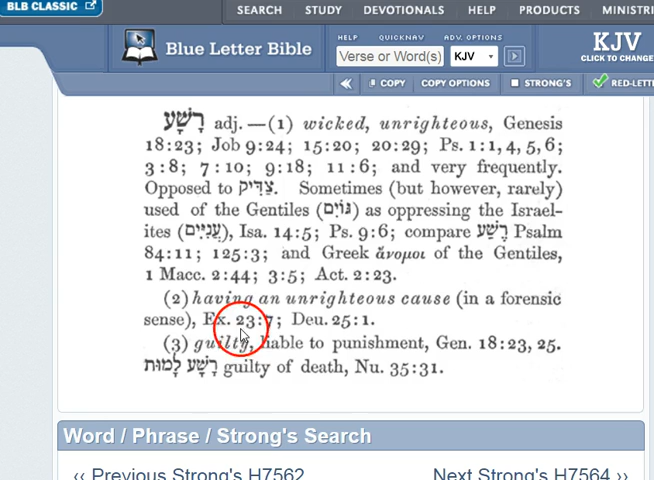 BLB CLASSIC
SEARCH STUDY DEVOTIONALS HELP PRODUCTS MINISTRI
Blue Letter Bible
HELP QUICKNAV ADV. OPTIONS
Verse or Word(s) KJV
KJV
CLICK TO CHANGE
COPY COPY OPTIONS STRONG'S RED-LETT
רָשָׁע adj.—(1) wicked, unrighteous, Genesis
18:23; Job 9:24; 15:20; 20:29; Ps. 1:1, 4, 5, 6;
3:8; 7:10; 9:18; 11:6; and very frequently.
Opposed to צַדִּיק. Sometimes (but however, rarely)
used of the Gentiles (גּוֹיִם) as oppressing the Israel-
ites (עֲנָיִּים), Isa. 14:5; Ps. 9:6; compare רֶשַׁע Psalm
84:11; 125:3; and Greek ἄνομοι of the Gentiles,
1 Macc. 2:44; 3:5; Act. 2:23.
(2) having an unrighteous cause (in a forensic
sense), Ex. 23:7; Deu. 25:1.
(3) guilty, liable to punishment, Gen. 18:23, 25.
רָשָׁע לָמוּת guilty of death, Nu. 35:31.
Word / Phrase / Strong's Search
‹‹ Previous Strong's H7562 Next Strong's H7564 ››